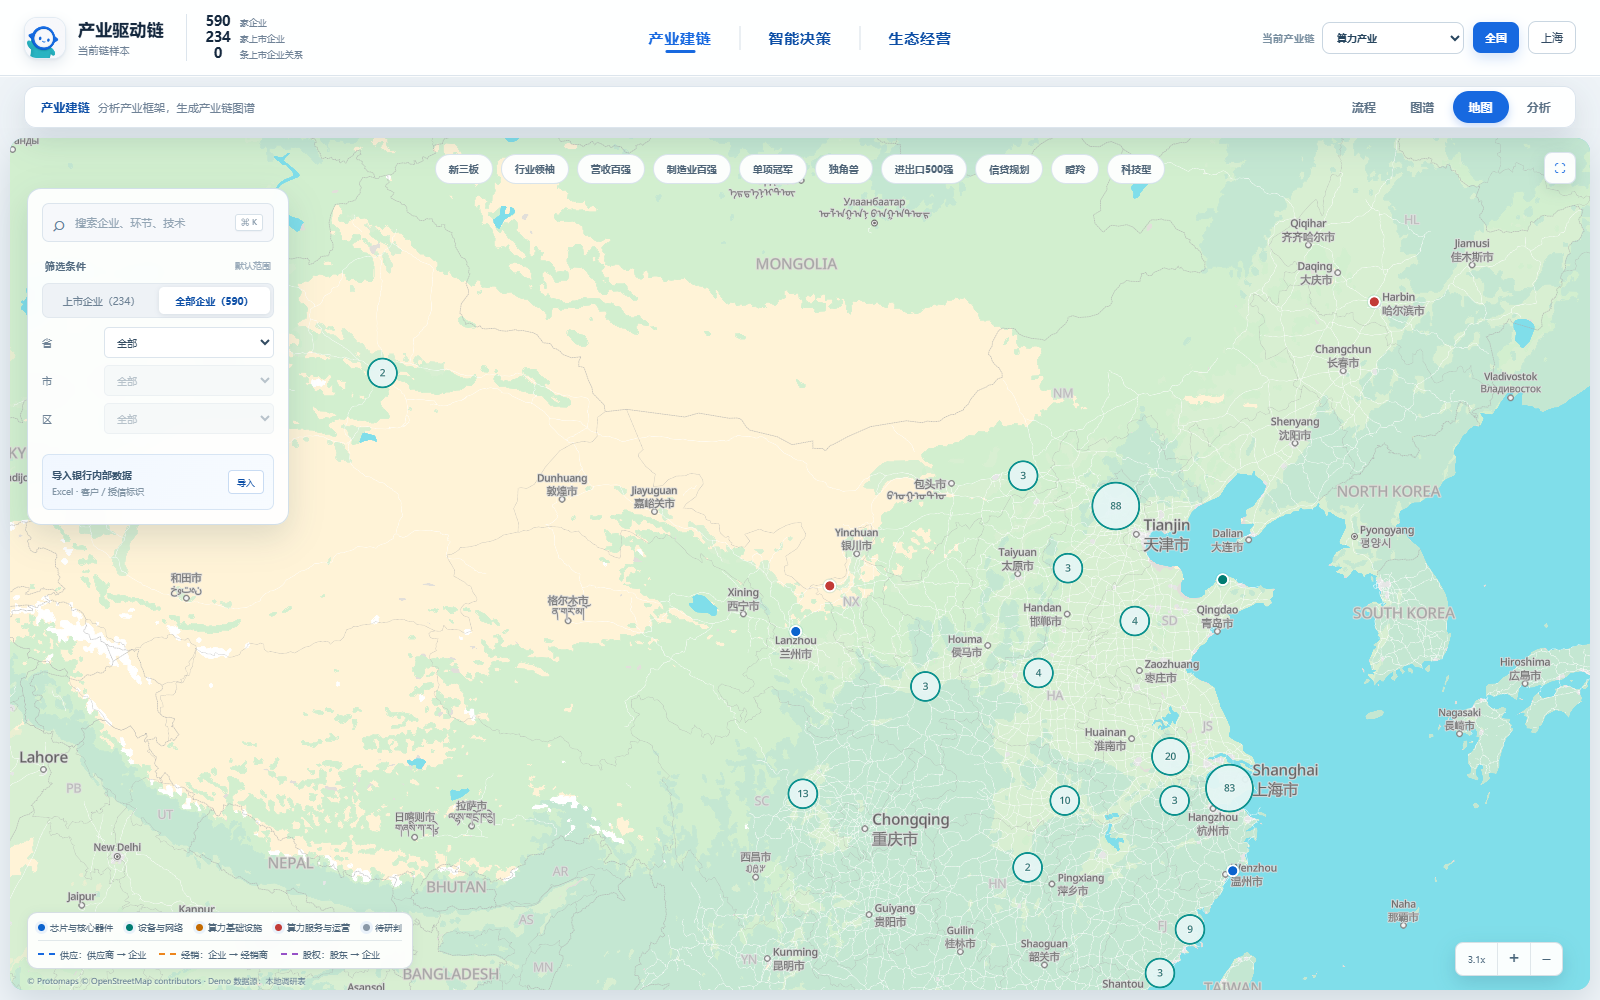 产业驱动链
当前链样本
590 家企业
234 家上市企业
0 条上市企业关系
产业建链
智能决策
生态经营
当前产业链
算力产业
全国
上海
产业建链 分析产业框架，生成产业链图谱
流程
图谱
地图
分析
新三板
行业领袖
营收百强
制造业百强
单项冠军
独角兽
进出口500强
信贷规划
瞪羚
科技型
搜索企业、环节、技术
⌘ K
筛选条件
默认范围
上市企业（234）
全部企业（590）
省
全部
市
全部
区
全部
导入银行内部数据
Excel · 客户 / 授信标识
导入
Улаанбаатар
MONGOLIA
Qiqihar
齐齐哈尔市
HL
Jiamusi
佳木斯市
Daqing
大庆市
Harbin
哈尔滨市
Changchun
长春市
Vladivostok
Владивосток
2
NM
Shenyang
沈阳市
Dunhuang
敦煌市
Jiayuguan
嘉峪关市
包头市
3
88
NORTH KOREA
Tianjin
天津市
Dalian
大连市
Pyongyang
평양시
Yinchuan
银川市
Taiyuan
太原市
3
和田市
格尔木市
Xining
西宁市
NX
Handan
邯郸市
4
SD
Qingdao
青岛市
SOUTH KOREA
Lanzhou
兰州市
Houma
侯马市
4
Zaozhuang
枣庄市
Hiroshima
広島市
3
HA
Nagasaki
長崎市
JS
Huainan
淮南市
20
Lahore
PB
UT
Shanghai
上海市
83
13
SC
10
3
Hangzhou
杭州市
日喀则市
拉萨市
Chongqing
重庆市
New Delhi
NEPAL
BHUTAN
AR
西昌市
2
HN
Pingxiang
萍乡市
Wenzhou
温州市
Jaipur
Kanpur
AS
Guiyang
贵阳市
Guilin
桂林市
Shaoguan
韶关市
FJ
9
Naha
那覇市
芯片与核心器件
设备与网络
算力基础设施
算力服务与运营
待研判
供应：供应商 → 企业
经销：企业 → 经销商
股权：股东 → 企业
BANGLADESH
MN
YN
Kunming
昆明市
3
Shantou
TAIWAN
Asansol
3.1x
+
−
© Protomaps © OpenStreetMap contributors · Demo 数据源：本地调研表